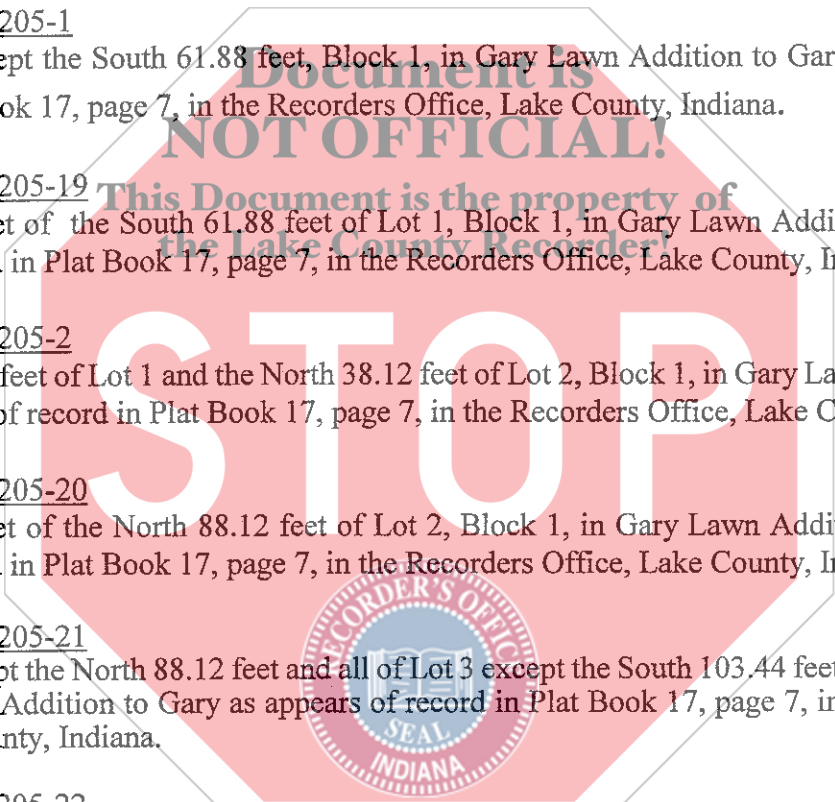 205-1
ept the South 61.88 feet, Block 1, in Gary Lawn Addition to Gar
Document is
ok 17, page 7, in the Recorders Office, Lake County, Indiana.
NOT OFFICIAL!
205-19
This Document is the property of
et of the South 61.88 feet of Lot 1, Block 1, in Gary Lawn Addi
the Lake County Recorder!
in Plat Book 17, page 7, in the Recorders Office, Lake County, In
205-2
feet of Lot 1 and the North 38.12 feet of Lot 2, Block 1, in Gary La
of record in Plat Book 17, page 7, in the Recorders Office, Lake C
STOP
205-20
et of the North 88.12 feet of Lot 2, Block 1, in Gary Lawn Addi
in Plat Book 17, page 7, in the Recorders Office, Lake County, In
RECORDER'S OFFICE
205-21
pt the North 88.12 feet and all of Lot 3 except the South 103.44 feet
Addition to Gary as appears of record in Plat Book 17, page 7, in
SEAL
nty, Indiana.
INDIANA
205-22